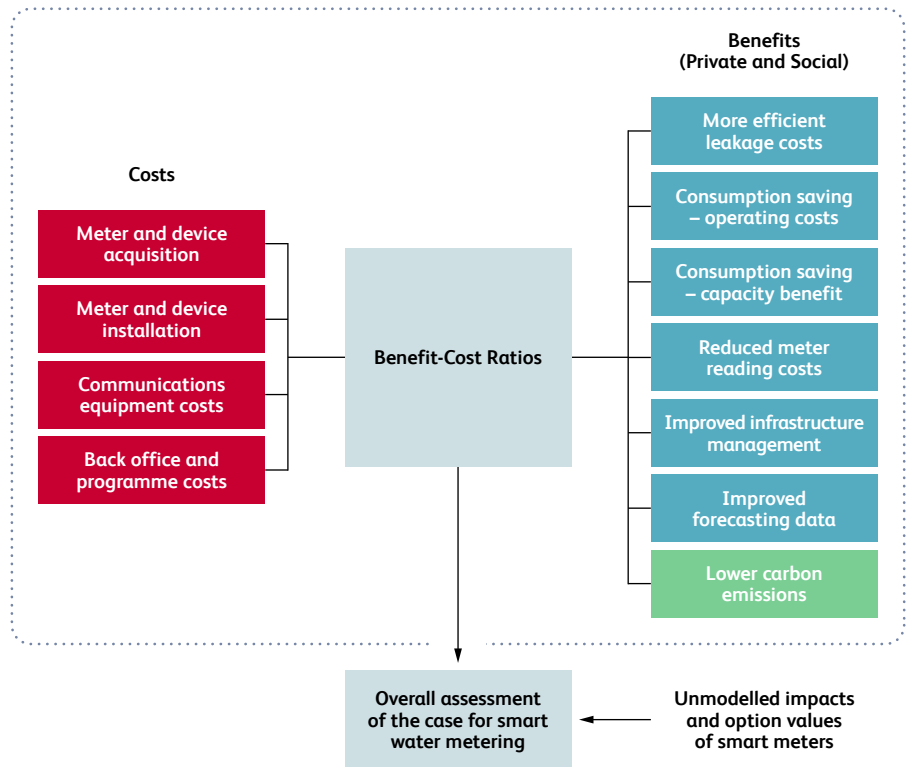 Benefits
(Private and Social)
More efficient
leakage costs
Consumption saving
– operating costs
Consumption saving
– capacity benefit
Reduced meter
reading costs
Improved infrastructure
management
Improved
forecasting data
Lower carbon
emissions
Costs
Meter and device
acquisition
Meter and device
installation
Communications
equipment costs
Back office and
programme costs
Benefit-Cost Ratios
Overall assessment
of the case for smart
water metering
Unmodelled impacts
and option values
of smart meters